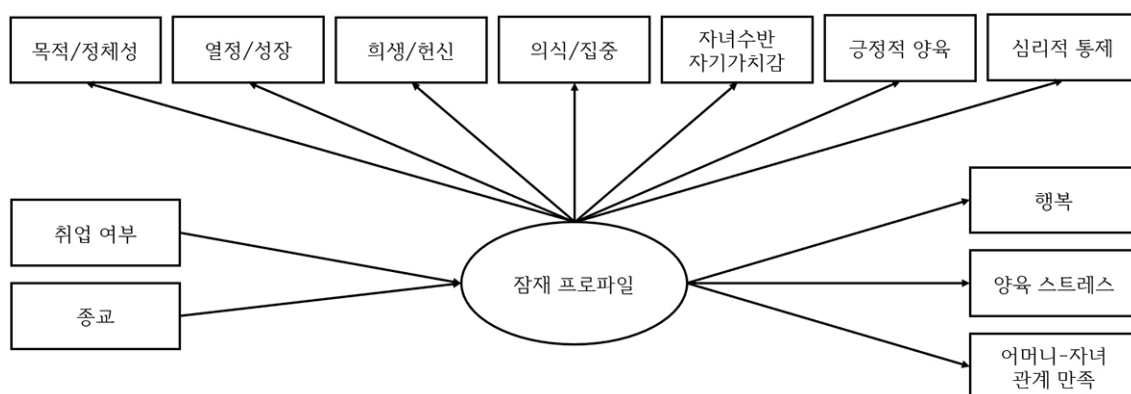 목적/정체성
열정/성장
희생/헌신
의식/집중
자녀수반
자기가치감
긍정적 양육
심리적 통제
취업 여부
종교
잠재 프로파일
행복
양육 스트레스
어머니-자녀
관계 만족